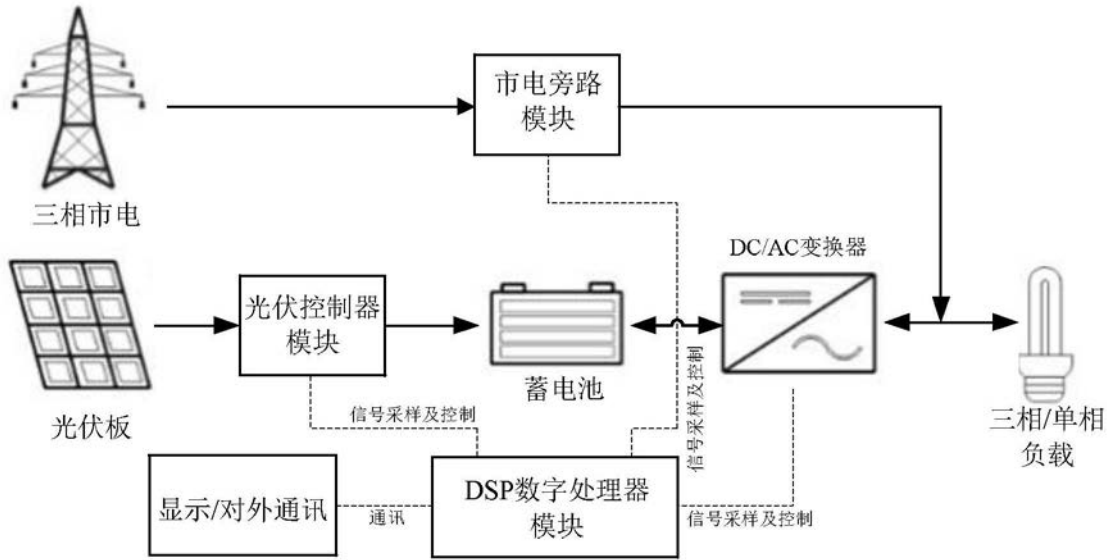 市电旁路
模块
三相市电
DC/AC变换器
光伏控制器
模块
蓄电池
光伏板
信号采样及控制
信号采样及控制
三相/单相
负载
显示/对外通讯
通讯
DSP数字处理器
模块
信号采样及控制